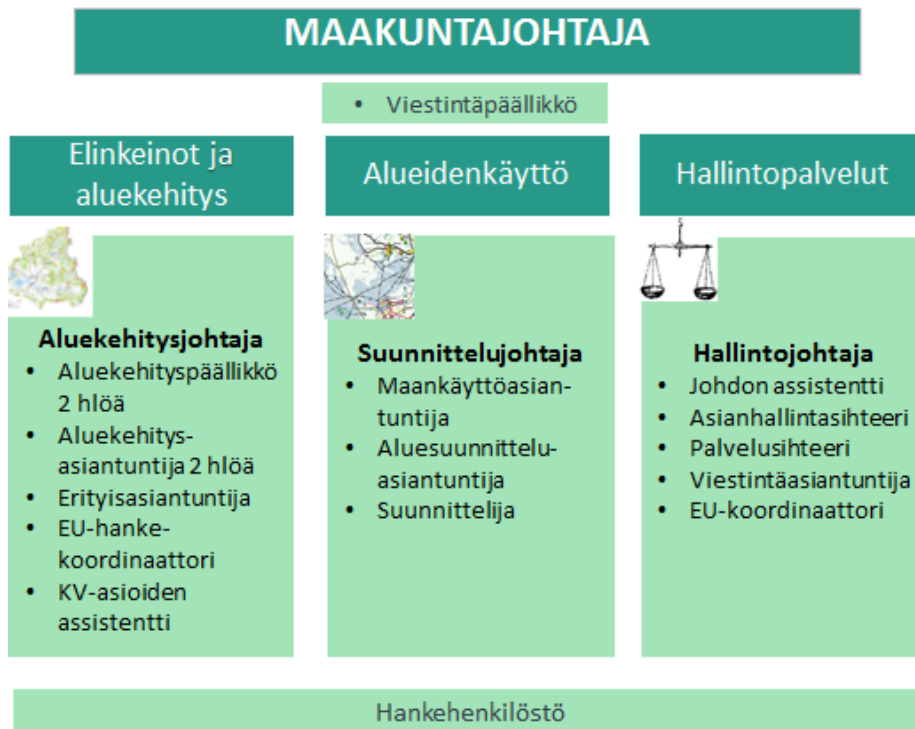 MAAKUNTAJOHTAJA
• Viestintäpäällikkö
Elinkeinot ja
aluekehitys
Aluekehitysjohtaja
• Aluekehityspäällikkö
2 hlöä
• Aluekehitys-
asiantuntija 2 hlöä
• Erityisasiantuntija
• EU-hanke-
koordinaattori
• KV-asioiden
assistentti
Alueidenkäyttö
Suunnittelujohtaja
• Maankäyttöasian-
tuntija
• Aluesuunnittelu-
asiantuntija
• Suunnittelija
Hallintopalvelut
Hallintojohtaja
• Johdon assistentti
• Asianhallintasihteeri
• Palvelusihteeri
• Viestintäasiantuntija
• EU-koordinaattori
Hankehenkilöstö